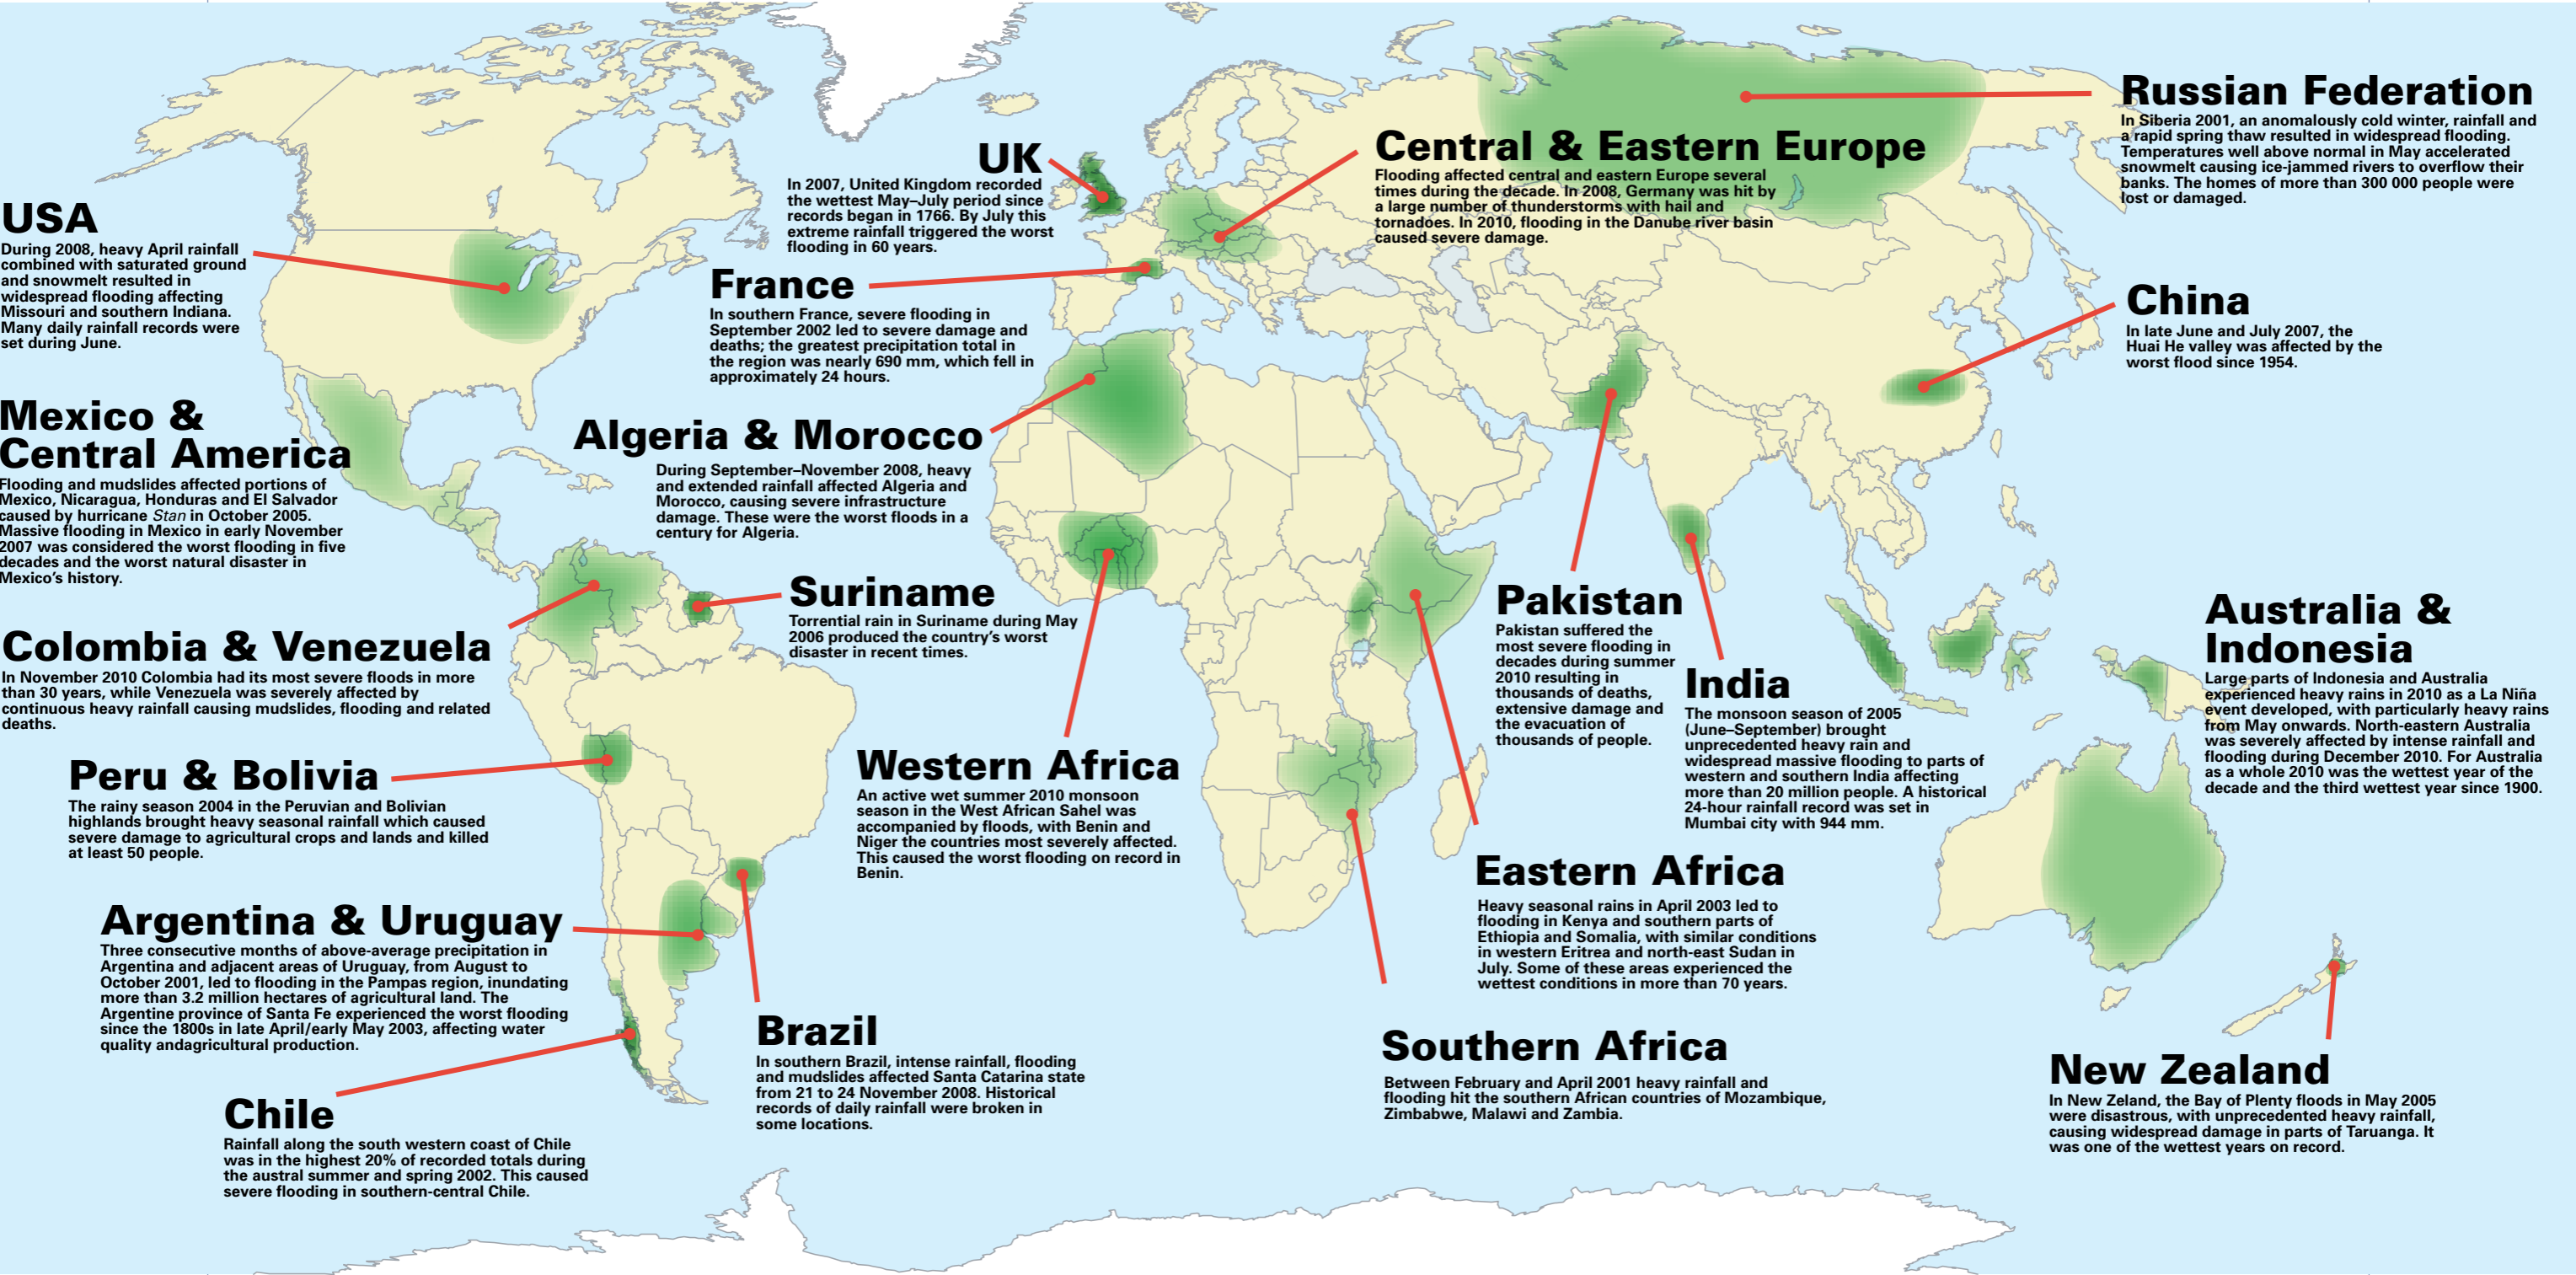 USA
During 2008, heavy April rainfall
combined with saturated ground
and snowmelt resulted in
widespread flooding affecting
Missouri and southern Indiana.
Many daily rainfall records were
set during June.
Mexico &
Central America
Flooding and mudslides affected portions of
Mexico, Nicaragua, Honduras and El Salvador
caused by hurricane Stan in October 2005.
Massive flooding in Mexico in early November
2007 was considered the worst flooding in five
decades and the worst natural disaster in
Mexico's history.
Colombia & Venezuela
In November 2010 Colombia had its most severe floods in more
than 30 years, while Venezuela was severely affected by
continuous heavy rainfall causing mudslides, flooding and related
deaths.
Peru & Bolivia
The rainy season 2004 in the Peruvian and Bolivian
highlands brought heavy seasonal rainfall which caused
severe damage to agricultural crops and lands and killed
at least 50 people.
Argentina & Uruguay
Three consecutive months of above-average precipitation in
Argentina and adjacent areas of Uruguay, from August to
October 2001, led to flooding in the Pampas region, inundating
more than 3.2 million hectares of agricultural land. The
Argentine province of Santa Fe experienced the worst flooding
since the 1800s in late April/early May 2003, affecting water
quality andagricultural production.
Chile
Rainfall along the south western coast of Chile
was in the highest 20% of recorded totals during
the austral summer and spring 2002. This caused
severe flooding in southern-central Chile.
UK
In 2007, United Kingdom recorded
the wettest May–July period since
records began in 1766. By July this
extreme rainfall triggered the worst
flooding in 60 years.
France
In southern France, severe flooding in
September 2002 led to severe damage and
deaths; the greatest precipitation total in
the region was nearly 690 mm, which fell in
approximately 24 hours.
Algeria & Morocco
During September–November 2008, heavy
and extended rainfall affected Algeria and
Morocco, causing severe infrastructure
damage. These were the worst floods in a
century for Algeria.
Suriname
Torrential rain in Suriname during May
2006 produced the country's worst
disaster in recent times.
Western Africa
An active wet summer 2010 monsoon
season in the West African Sahel was
accompanied by floods, with Benin and
Niger the countries most severely affected.
This caused the worst flooding on record in
Benin.
Brazil
In southern Brazil, intense rainfall, flooding
and mudslides affected Santa Catarina state
from 21 to 24 November 2008. Historical
records of daily rainfall were broken in
some locations.
Central & Eastern Europe
Flooding affected central and eastern Europe several
times during the decade. In 2008, Germany was hit by
a large number of thunderstorms with hail and
tornadoes. In 2010, flooding in the Danube river basin
caused severe damage.
Pakistan
Pakistan suffered the
most severe flooding in
decades during summer
2010 resulting in
thousands of deaths,
extensive damage and
the evacuation of
thousands of people.
India
The monsoon season of 2005
(June–September) brought
unprecedented heavy rain and
widespread massive flooding to parts of
western and southern India affecting
more than 20 million people. A historical
24-hour rainfall record was set in
Mumbai city with 944 mm.
Eastern Africa
Heavy seasonal rains in April 2003 led to
flooding in Kenya and southern parts of
Ethiopia and Somalia, with similar conditions
in western Eritrea and north-east Sudan in
July. Some of these areas experienced the
wettest conditions in more than 70 years.
Southern Africa
Between February and April 2001 heavy rainfall and
flooding hit the southern African countries of Mozambique,
Zimbabwe, Malawi and Zambia.
Russian Federation
In Siberia 2001, an anomalously cold winter, rainfall and
a rapid spring thaw resulted in widespread flooding.
Temperatures well above normal in May accelerated
snowmelt causing ice-jammed rivers to overflow their
banks. The homes of more than 300 000 people were
lost or damaged.
China
In late June and July 2007, the
Huai He valley was affected by the
worst flood since 1954.
Australia &
Indonesia
Large parts of Indonesia and Australia
experienced heavy rains in 2010 as a La Niña
event developed, with particularly heavy rains
from May onwards. North-eastern Australia
was severely affected by intense rainfall and
flooding during December 2010. For Australia
as a whole 2010 was the wettest year of the
decade and the third wettest year since 1900.
New Zealand
In New Zeland, the Bay of Plenty floods in May 2005
were disastrous, with unprecedented heavy rainfall,
causing widespread damage in parts of Taruanga. It
was one of the wettest years on record.